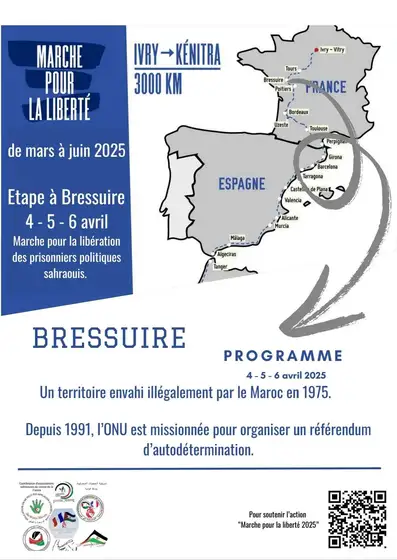 MARCHE
POUR
LA LIBERTÉ
IVRY→KÉNITRA
3000 KM
de mars à juin 2025
Etape à Bressuire
4 - 5 - 6 avril
Marche pour la libération
des prisonniers politiques
sahraouis.
Ivry - Vitry
Tours
Bressuire
Poitiers
FRANCE
Bordeaux
Uzeste
Toulouse
Perpignan
Girona
Barcelona
Tarragona
ESPAGNE
Castellon de Plana
Valencia
Alicante
Murcia
Málaga
Algeciras
Tanger
BRESSUIRE
PROGRAMME
4 - 5 - 6 avril 2025
Un territoire envahi illégalement par le Maroc en 1975.
Depuis 1991, l’ONU est missionnée pour organiser un référendum
d’autodétermination.
Pour soutenir l’action
“Marche pour la liberté 2025”